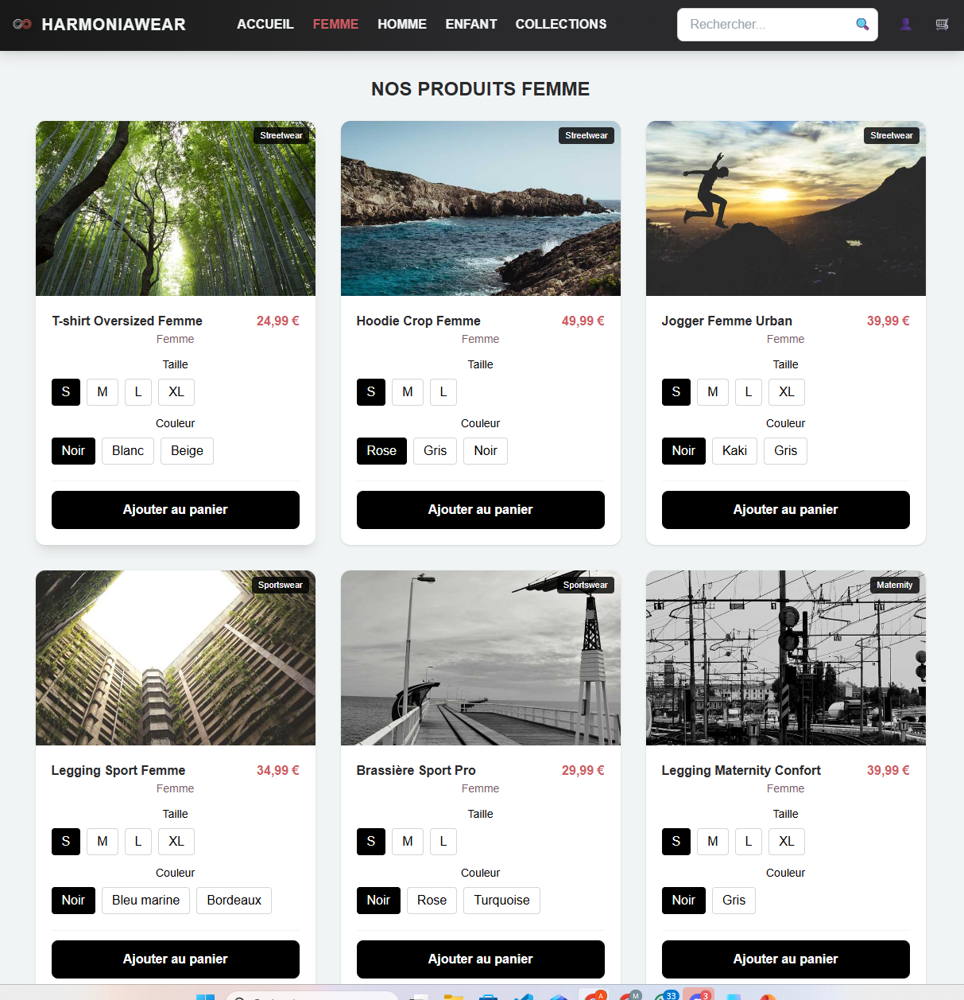 HARMONIAWEAR ACCUEIL FEMME HOMME ENFANT COLLECTIONS Rechercher...
NOS PRODUITS FEMME
Streetwear
T-shirt Oversized Femme 24,99 €
Femme
Taille
S M L XL
Couleur
Noir Blanc Beige
Ajouter au panier
Streetwear
Hoodie Crop Femme 49,99 €
Femme
Taille
S M L
Couleur
Rose Gris Noir
Ajouter au panier
Streetwear
Jogger Femme Urban 39,99 €
Femme
Taille
S M L XL
Couleur
Noir Kaki Gris
Ajouter au panier
Sportswear
Legging Sport Femme 34,99 €
Femme
Taille
S M L XL
Couleur
Noir Bleu marine Bordeaux
Ajouter au panier
Sportswear
Brassière Sport Pro 29,99 €
Femme
Taille
S M L
Couleur
Noir Rose Turquoise
Ajouter au panier
Maternity
Legging Maternity Confort 39,99 €
Femme
Taille
S M L XL
Couleur
Noir Gris
Ajouter au panier
A M 33 3